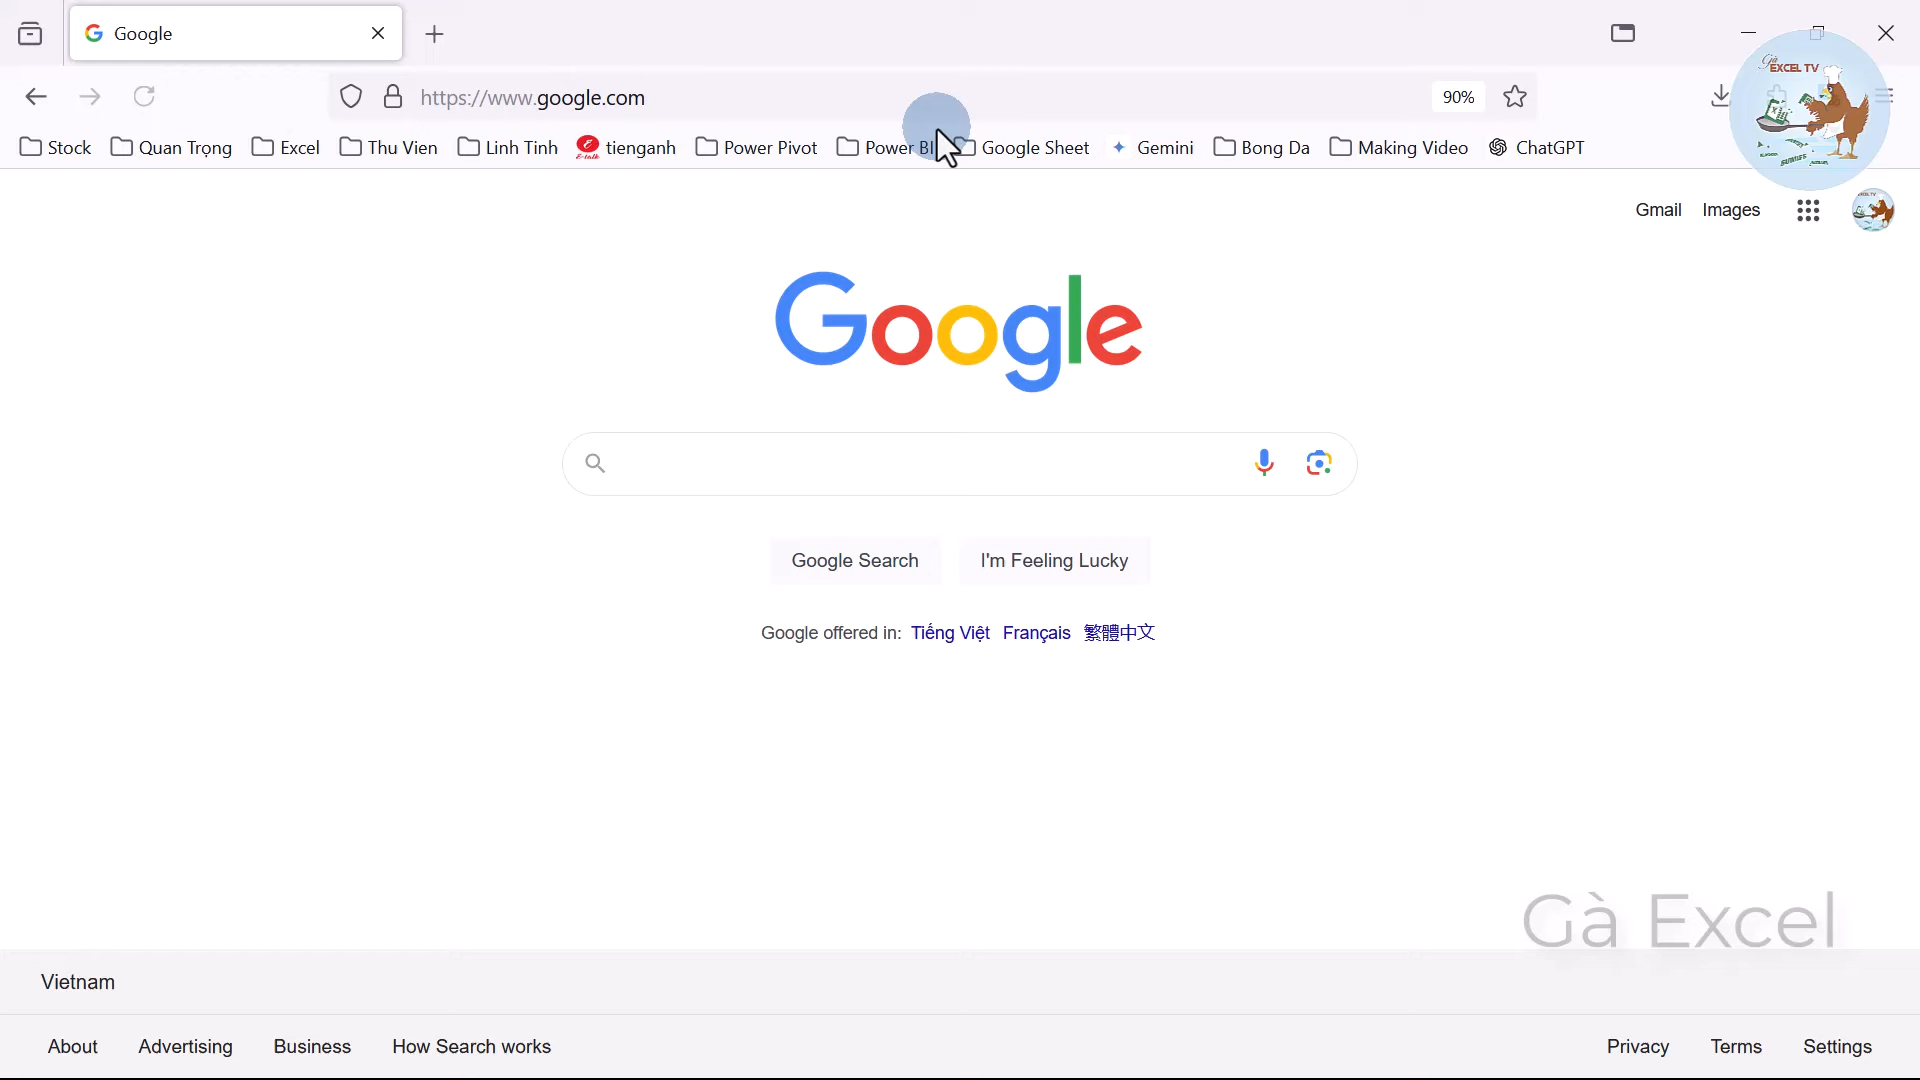 Google
https://www.google.com
90%
Stock Quan Trọng Excel Thu Vien Linh Tinh tienganh Power Pivot Power BI Google Sheet Gemini Bong Da Making Video ChatGPT
Gà
EXCEL TV
Gmail Images
Google
Google Search I'm Feeling Lucky
Google offered in: Tiếng Việt Français 繁體中文
Gà Excel
Vietnam
About Advertising Business How Search works Privacy Terms Settings